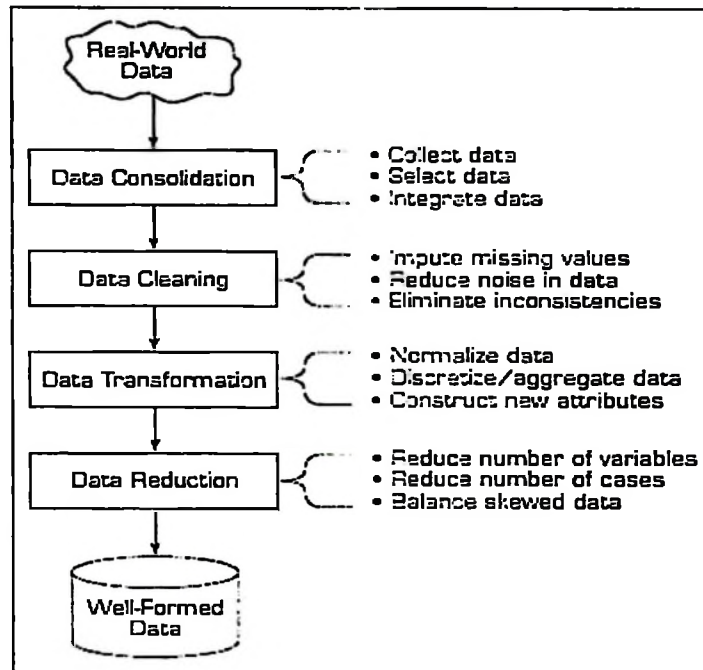 Real-World
Data
Data Consolidation
• Collect data
• Select data
• Integrate data
Data Cleaning
• Impute missing values
• Reduce noise in data
• Eliminate inconsistencies
Data Transformation
• Normalize data
• Discretize/aggregate data
• Construct new attributes
Data Reduction
• Reduce number of variables
• Reduce number of cases
• Balance skewed data
Well-Formed
Data